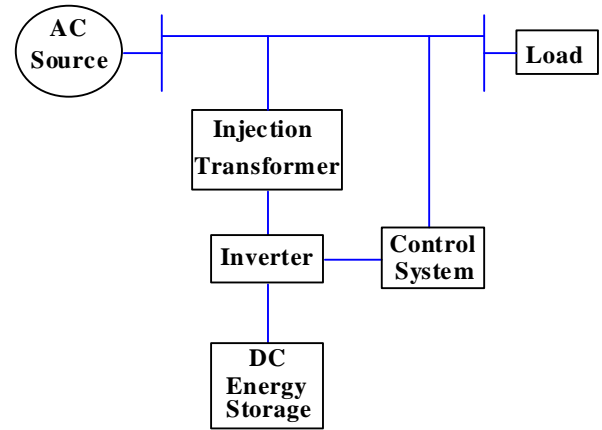 AC
Source
Load
Injection
Transformer
Inverter
Control
System
DC
Energy
Storage